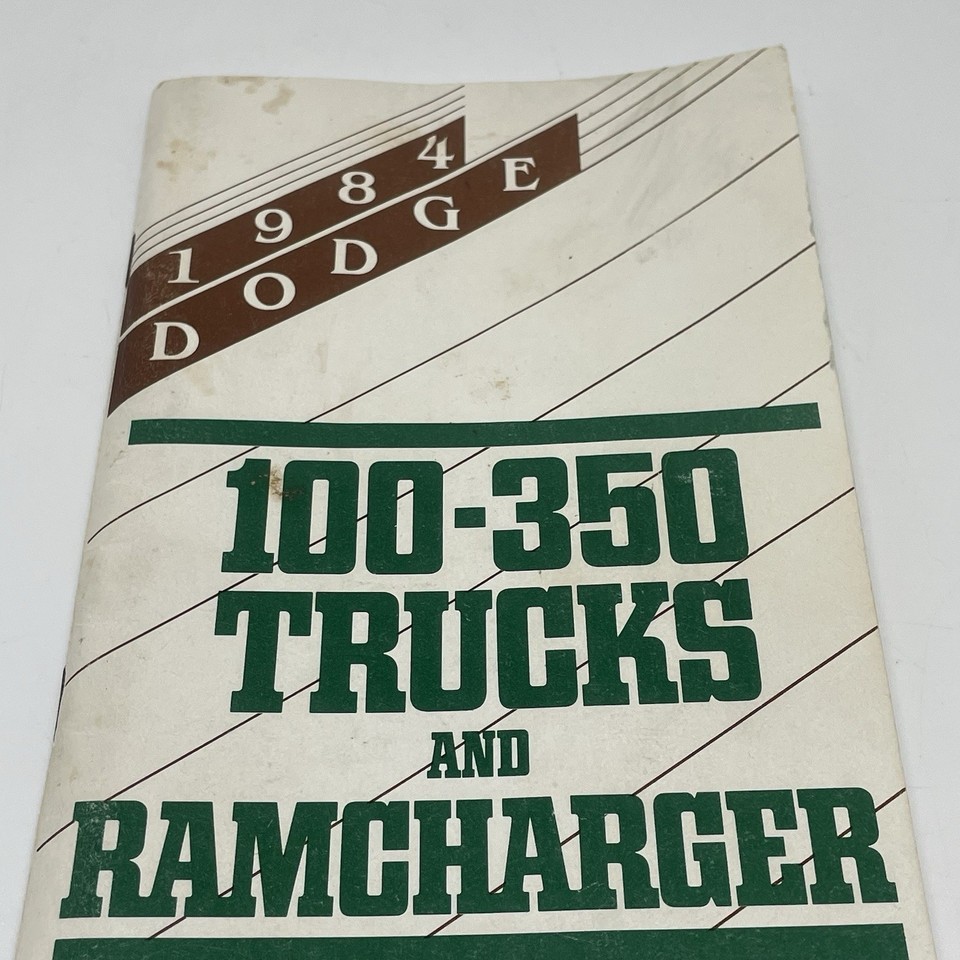 1984
DODGE
100-350
TRUCKS
AND
RAMCHARGER